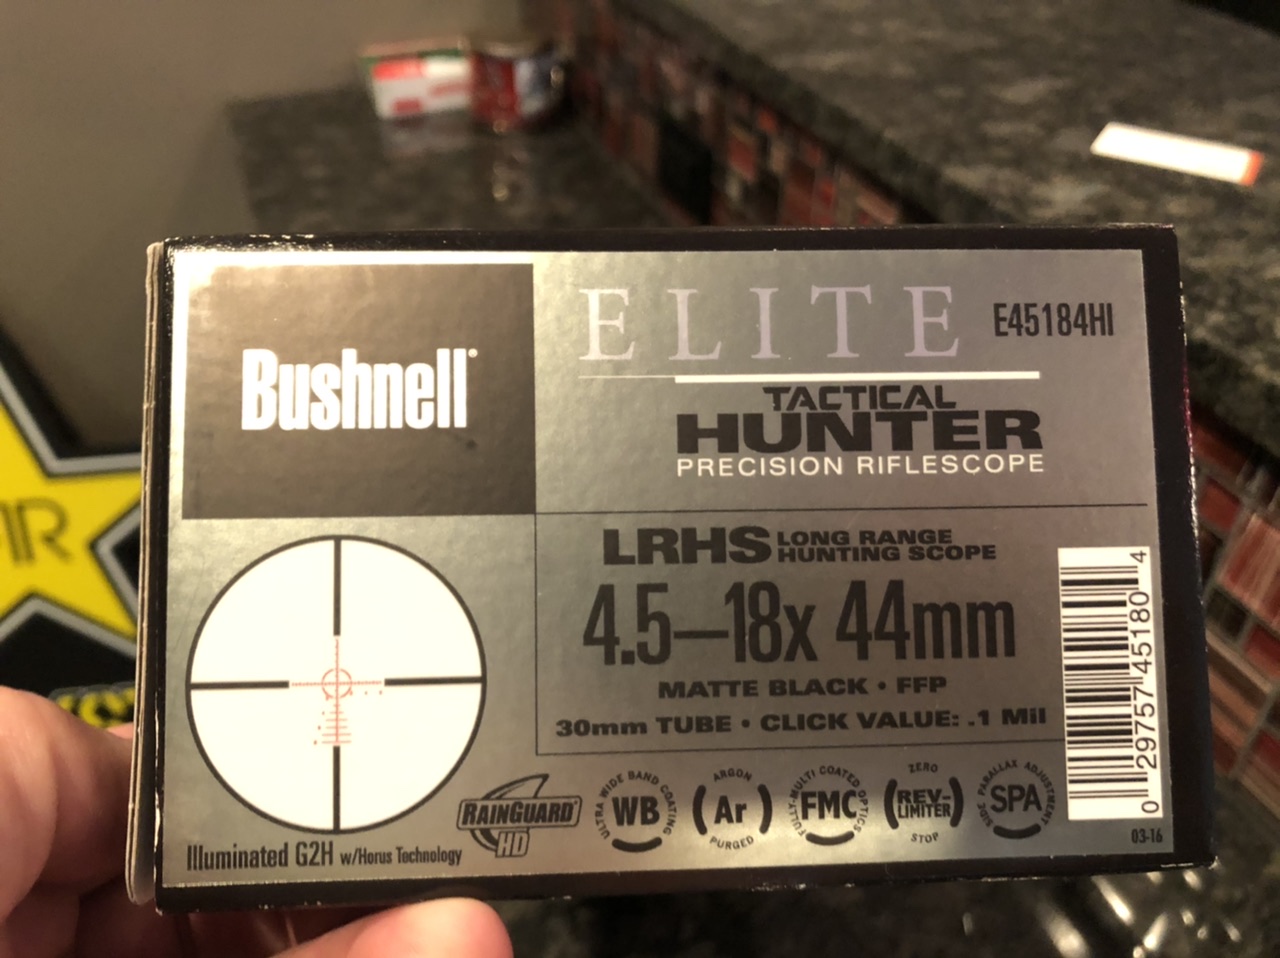 Bushnell®
ELITE E45184HI
TACTICAL
HUNTER
PRECISION RIFLESCOPE
LRHS LONG RANGE
HUNTING SCOPE
4.5–18x 44mm
MATTE BLACK • FFP
30mm TUBE • CLICK VALUE: .1 Mil
Illuminated G2H w/Horus Technology
RAINGUARD®
HD
ULTRA WIDE BAND COATING
WB
ARGON
Ar
PURGED
FULLY-MULTI COATED OPTICS
FMC
ZERO
REV-
LIMITER
STOP
SIDE PARALLAX ADJUSTMENT
SPA
0 29757 45180 4
03-16